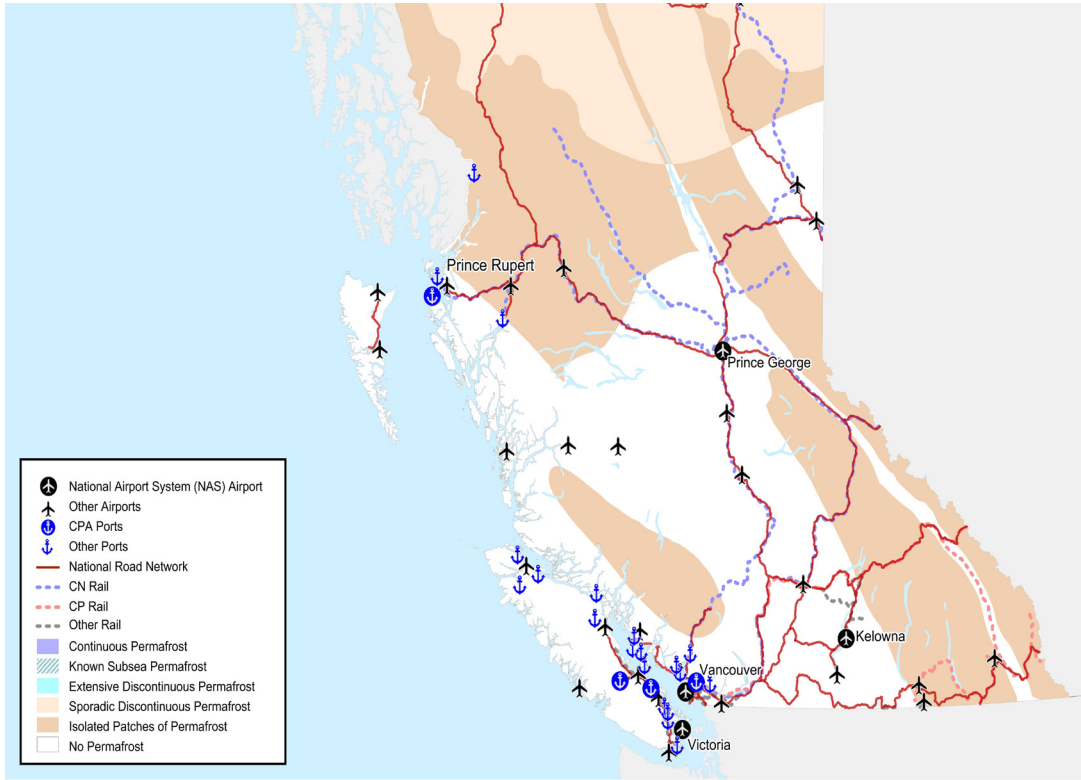 Prince Rupert
Prince George
Kelowna
Vancouver
Victoria
National Airport System (NAS) Airport
Other Airports
CPA Ports
Other Ports
National Road Network
CN Rail
CP Rail
Other Rail
Continuous Permafrost
Known Subsea Permafrost
Extensive Discontinuous Permafrost
Sporadic Discontinuous Permafrost
Isolated Patches of Permafrost
No Permafrost